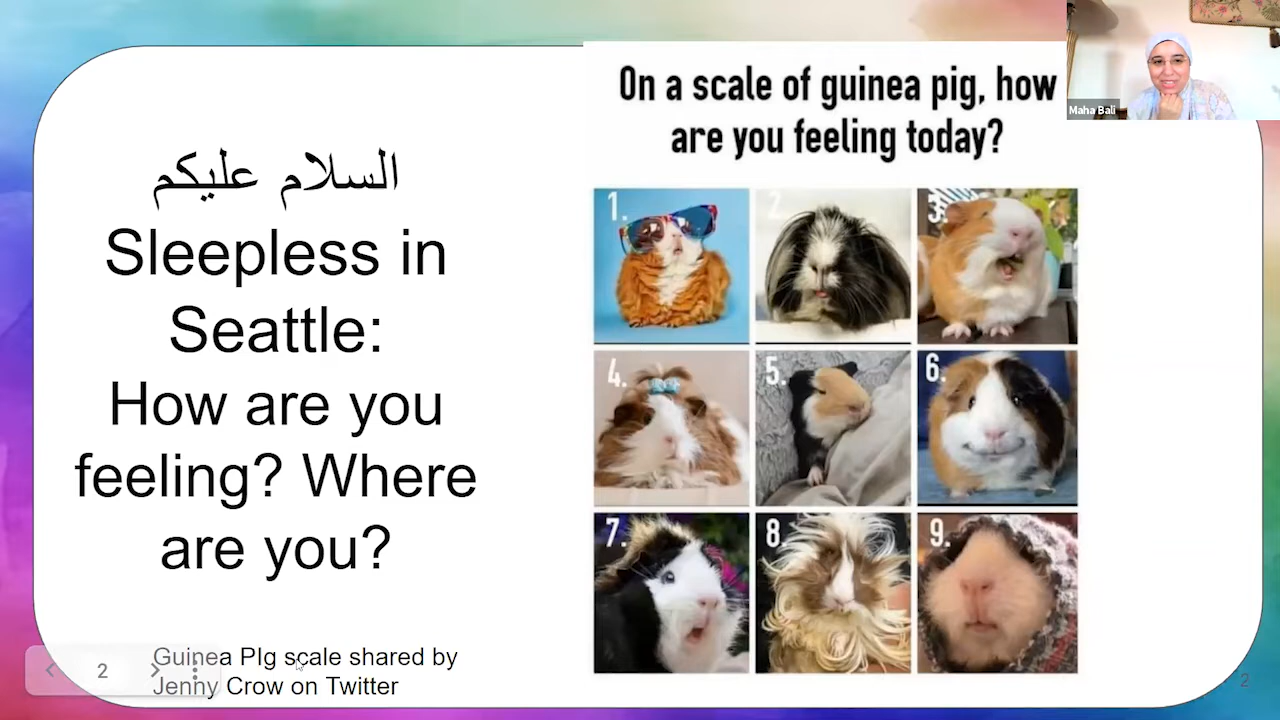 السلام عليكم
Sleepless in
Seattle:
How are you
feeling? Where
are you?
Guinea PIg scale shared by
Jenny Crow on Twitter
On a scale of guinea pig, how
are you feeling today?
1.
2.
3.
4.
5.
6.
7.
8.
9.
Maha Bali
2
2